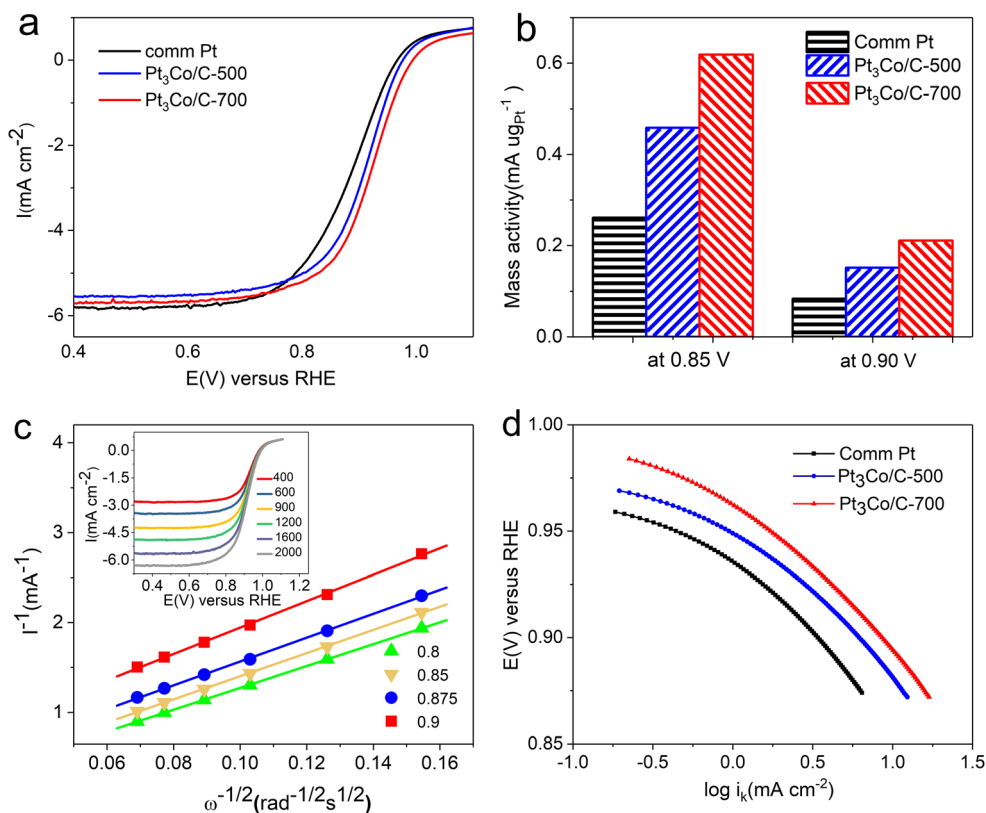 a
comm Pt
Pt₃Co/C-500
Pt₃Co/C-700
I(mA cm⁻²)
0
-2
-4
-6
0.4
0.6
0.8
1.0
E(V) versus RHE
b
Comm Pt
Pt₃Co/C-500
Pt₃Co/C-700
Mass activity(mA ug_Pt⁻¹)
0.6
0.4
0.2
0.0
at 0.85 V
at 0.90 V
c
I⁻¹(mA⁻¹)
4
3
2
1
0.06
0.08
0.10
0.12
0.14
0.16
ω⁻¹/²(rad⁻¹/²s¹/²)
0.8
0.85
0.875
0.9
I(mA cm⁻²)
0.0
-1.5
-3.0
-4.5
-6.0
0.4
0.6
0.8
1.0
1.2
E(V) versus RHE
400
600
900
1200
1600
2000
d
Comm Pt
Pt₃Co/C-500
Pt₃Co/C-700
E(V) versus RHE
1.00
0.95
0.90
0.85
-1.0
-0.5
0.0
0.5
1.0
1.5
log iₖ(mA cm⁻²)